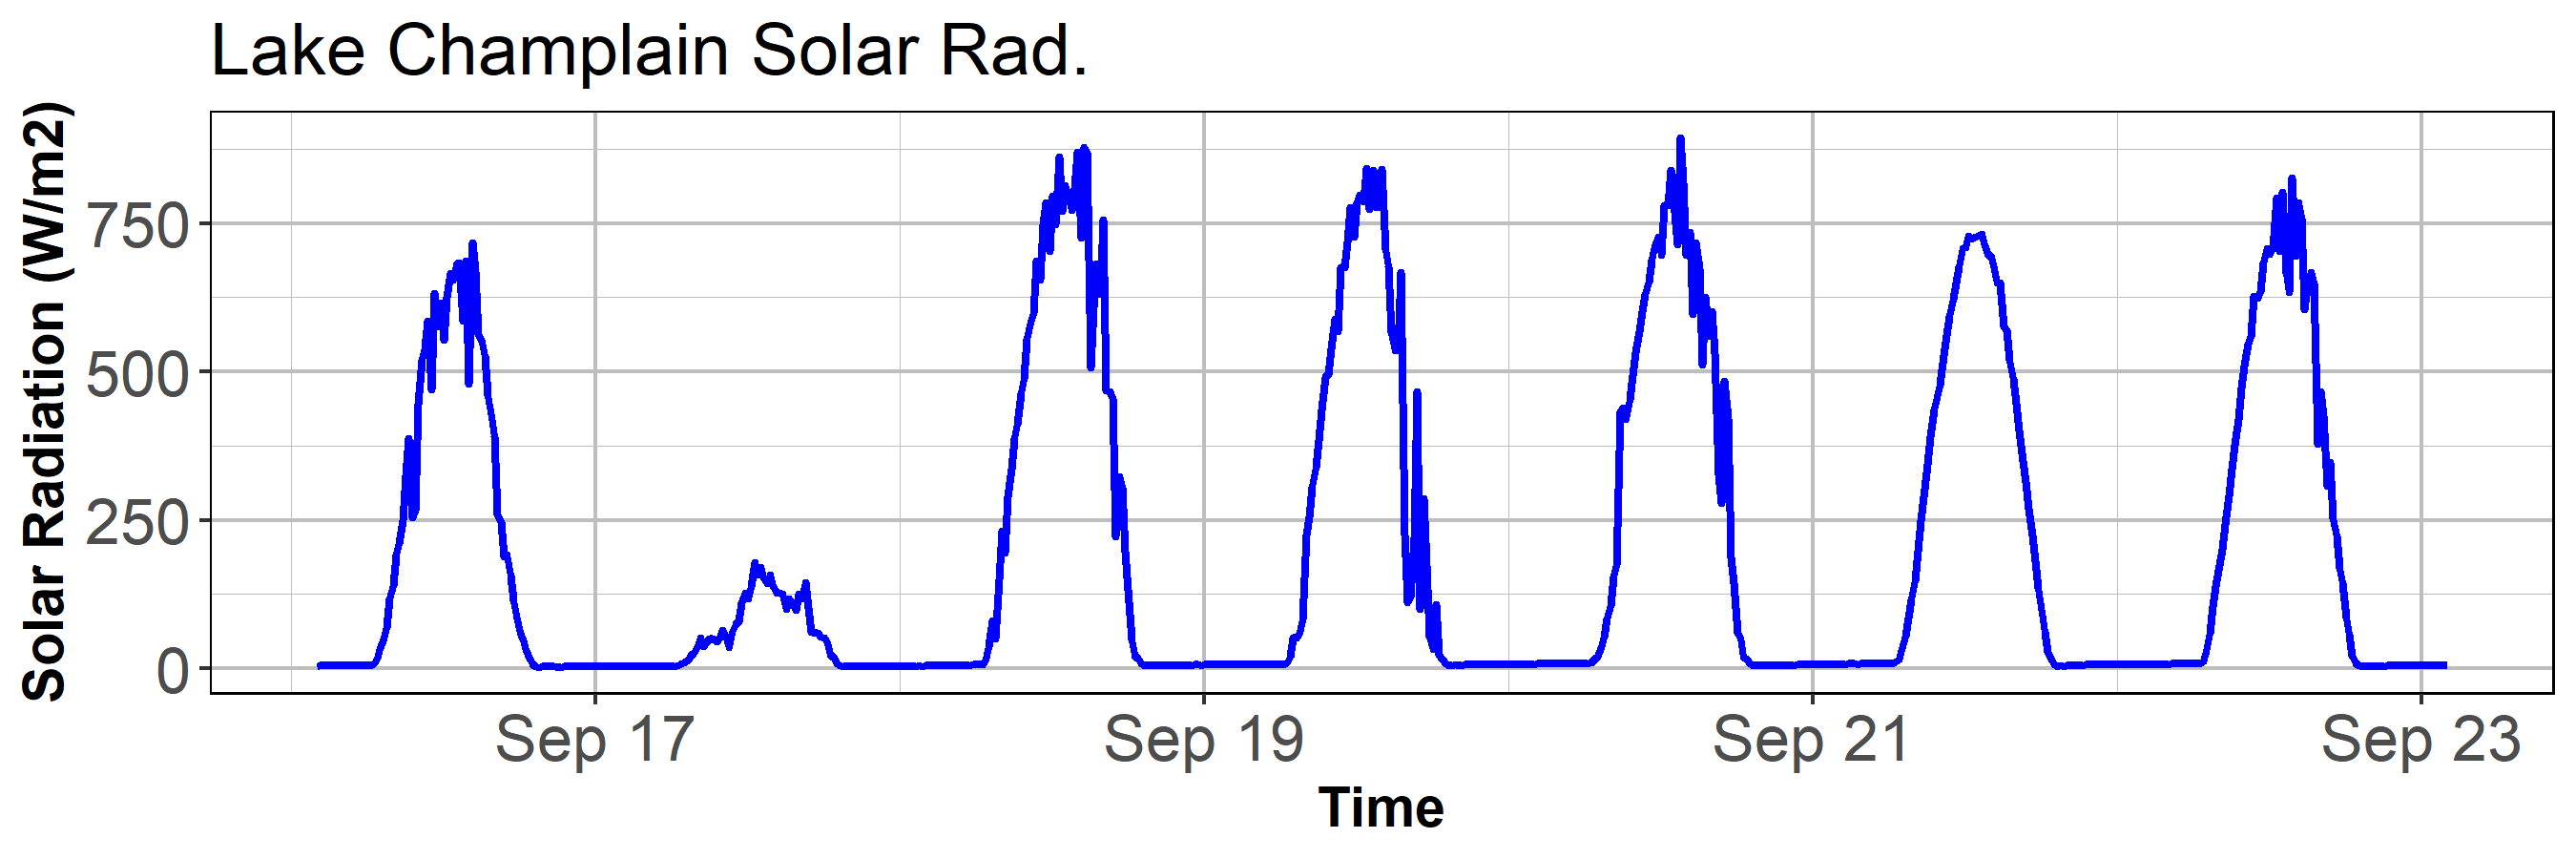 Lake Champlain Solar Rad.
Solar Radiation (W/m2)
750
500
250
0
Sep 17 Sep 19 Sep 21 Sep 23
Time